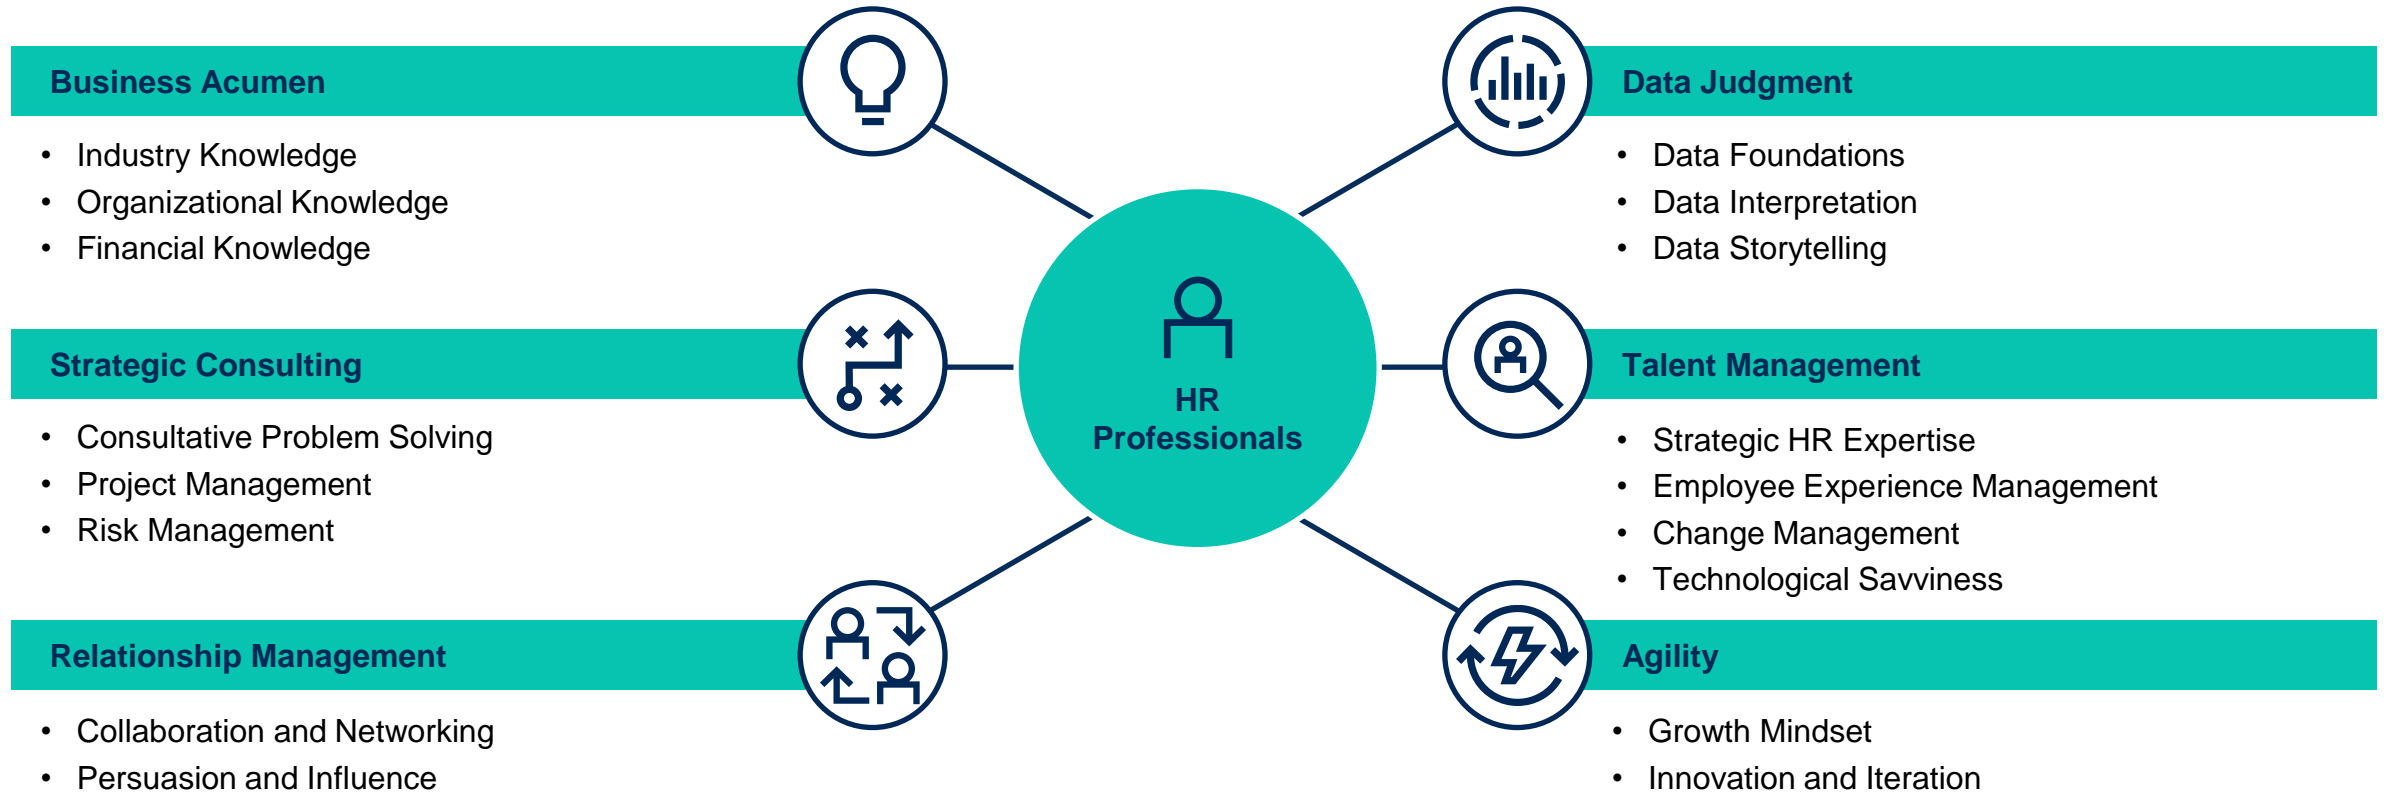 Business Acumen
• Industry Knowledge
• Organizational Knowledge
• Financial Knowledge
Strategic Consulting
• Consultative Problem Solving
• Project Management
• Risk Management
Relationship Management
• Collaboration and Networking
• Persuasion and Influence
HR
Professionals
Data Judgment
• Data Foundations
• Data Interpretation
• Data Storytelling
Talent Management
• Strategic HR Expertise
• Employee Experience Management
• Change Management
• Technological Savviness
Agility
• Growth Mindset
• Innovation and Iteration